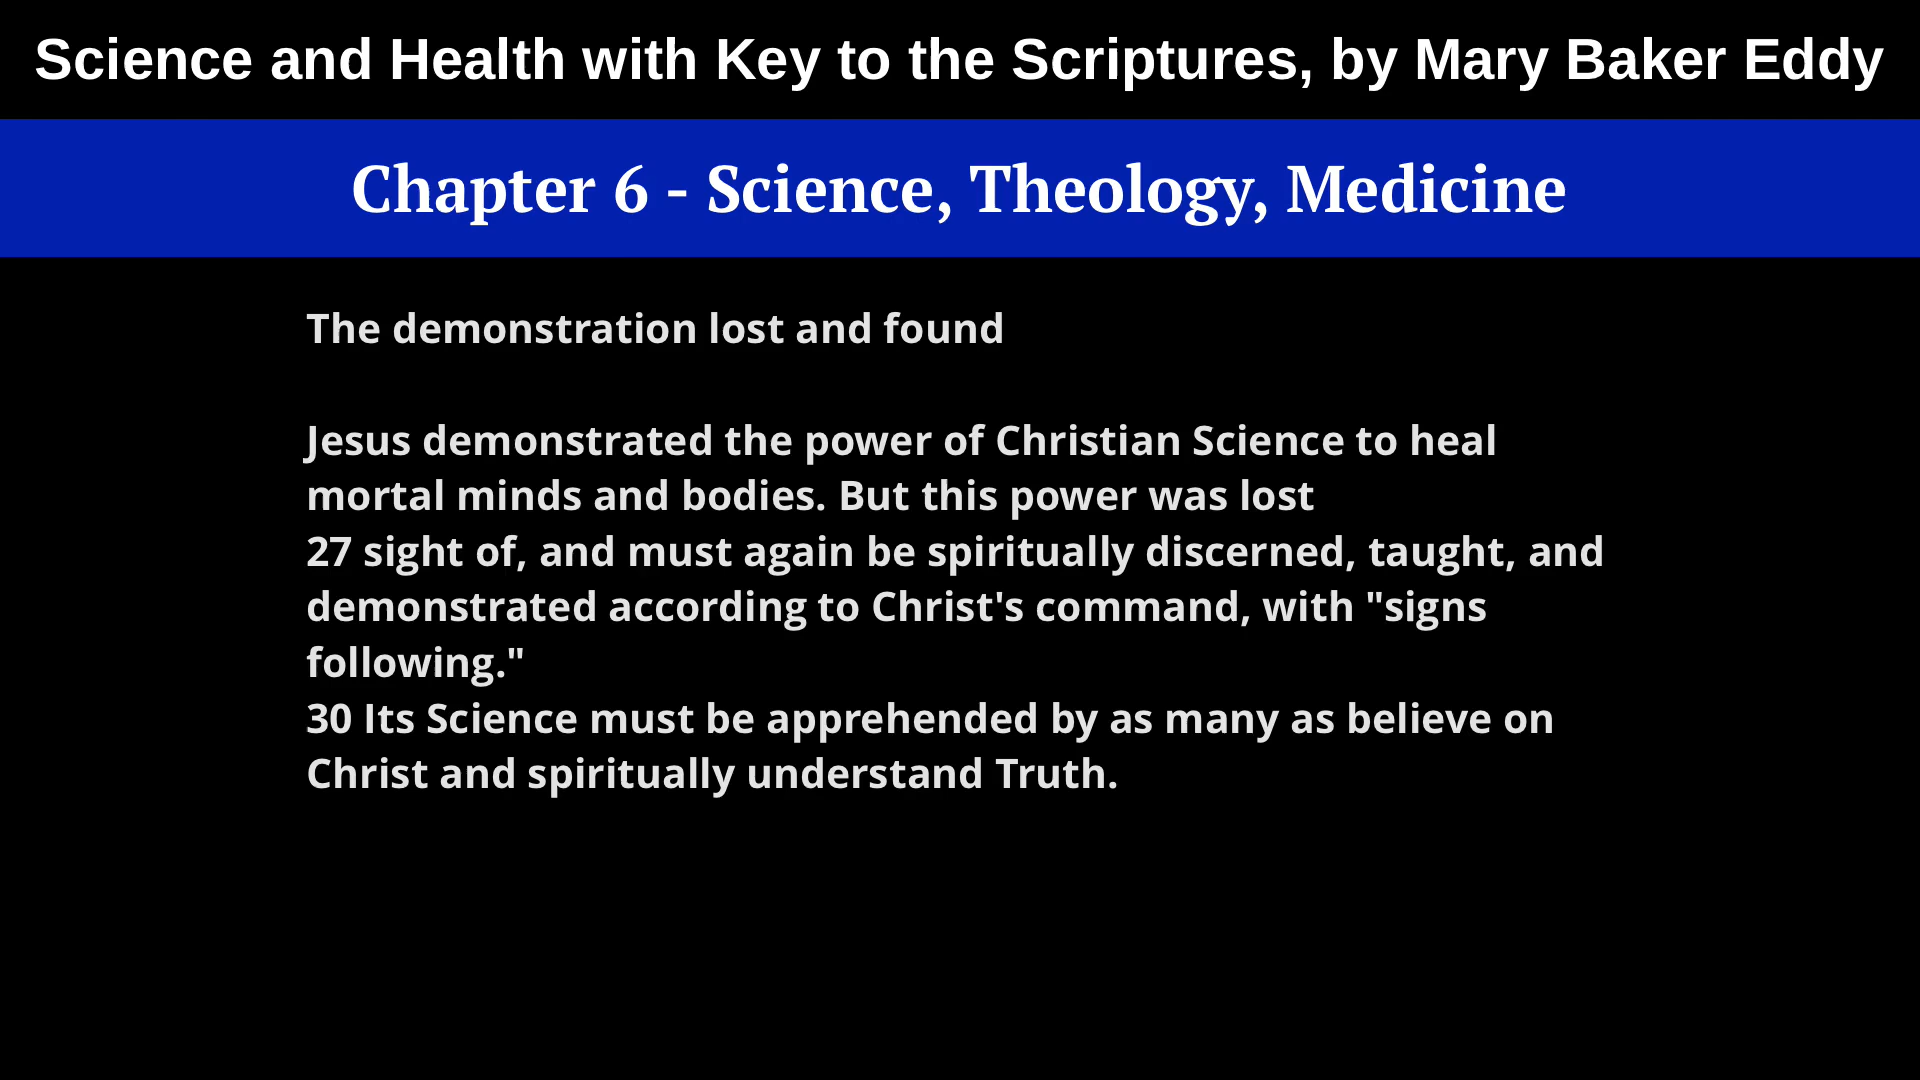 Science and Health with Key to the Scriptures, by Mary Baker Eddy
Chapter 6 - Science, Theology, Medicine
The demonstration lost and found
Jesus demonstrated the power of Christian Science to heal
mortal minds and bodies. But this power was lost
27 sight of, and must again be spiritually discerned, taught, and
demonstrated according to Christ's command, with "signs
following."
30 Its Science must be apprehended by as many as believe on
Christ and spiritually understand Truth.